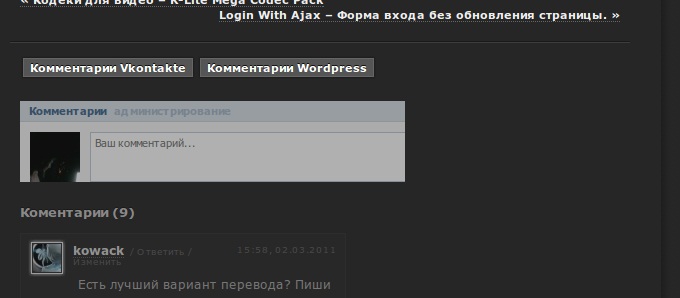 « Кодеки для видео – K-Lite Mega Codec Pack
Login With Ajax – Форма входа без обновления страницы. »
Комментарии Vkontakte Комментарии Wordpress
Комментарии администрирование
Ваш комментарий...
Коментарии (9)
kowack / Ответить / 15:58, 02.03.2011
Изменить
Есть лучший вариант перевода? Пиши